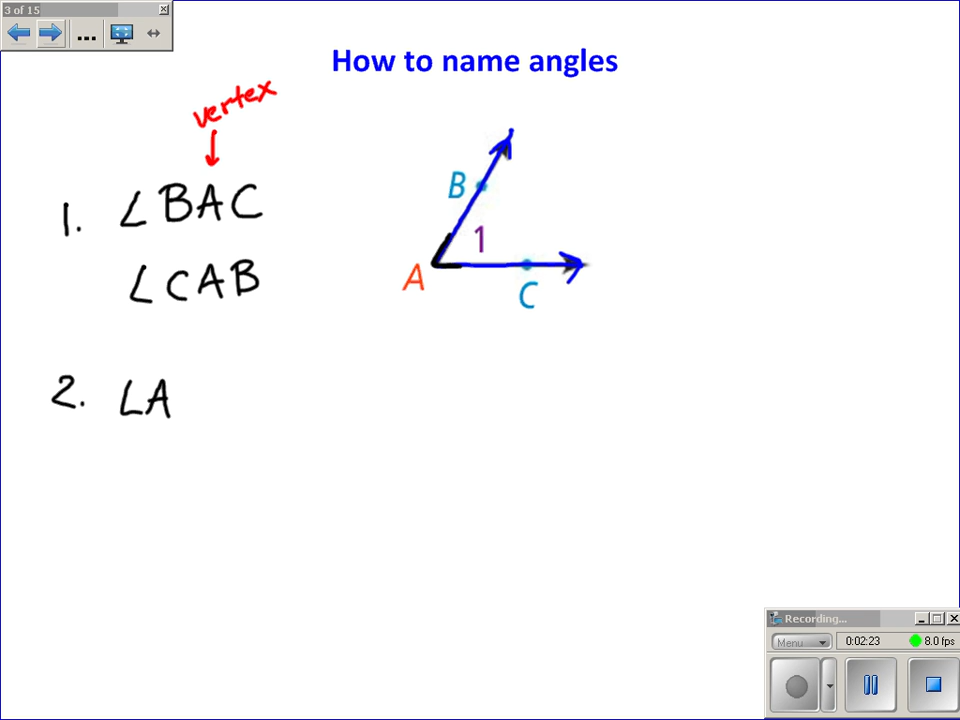 3 of 15
How to name angles
vertex
1. ∠BAC
∠CAB
2. ∠A
B
1
A
C
Recording...
Menu
0:02:23
8.0 fps